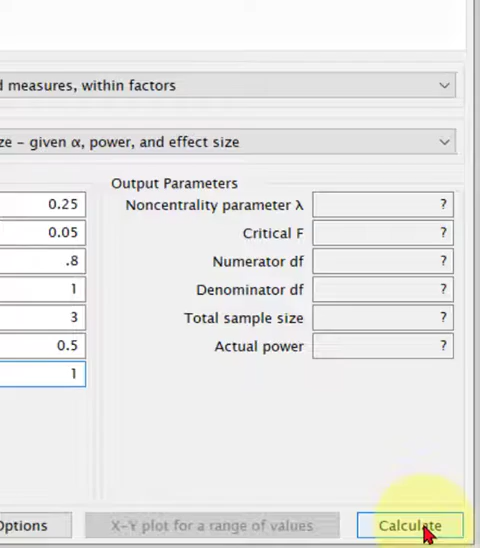 d measures, within factors
ze – given α, power, and effect size
Output Parameters
0.25 Noncentrality parameter λ ?
0.05 Critical F ?
.8 Numerator df ?
1 Denominator df ?
3 Total sample size ?
0.5 Actual power ?
1
Options X-Y plot for a range of values Calculate